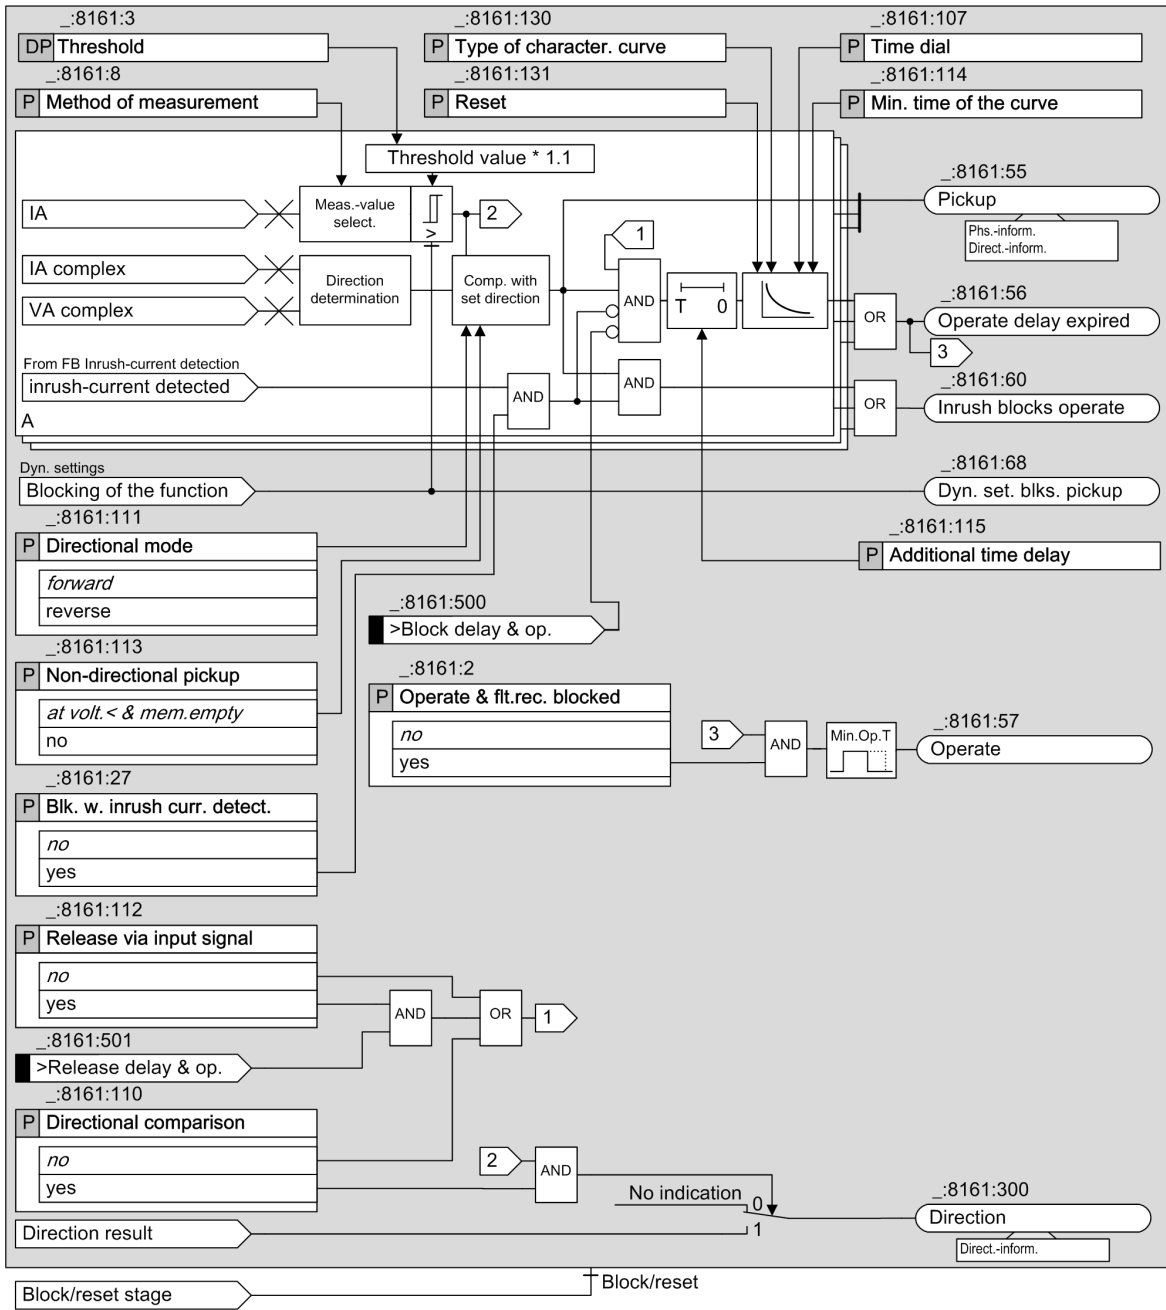 _:8161:3
DP Threshold
_:8161:8
P Method of measurement
_:8161:130
P Type of character. curve
_:8161:131
P Reset
_:8161:107
P Time dial
_:8161:114
P Min. time of the curve
Threshold value * 1.1
IA
Meas.-value
select.
>
2
1
IA complex
VA complex
Direction
determination
Comp. with
set direction
AND
T 0
OR
From FB Inrush-current detection
inrush-current detected
AND
AND
OR
A
_:8161:55
Pickup
Phs.-inform.
Direct.-inform.
_:8161:56
Operate delay expired
3
_:8161:60
Inrush blocks operate
Dyn. settings
Blocking of the function
_:8161:68
Dyn. set. blks. pickup
_:8161:111
P Directional mode
forward
reverse
_:8161:115
P Additional time delay
_:8161:500
>Block delay & op.
_:8161:113
P Non-directional pickup
at volt.< & mem.empty
no
_:8161:2
P Operate & flt.rec. blocked
no
yes
3
AND
Min.Op.T
_:8161:57
Operate
_:8161:27
P Blk. w. inrush curr. detect.
no
yes
_:8161:112
P Release via input signal
no
yes
AND
OR
1
_:8161:501
>Release delay & op.
_:8161:110
P Directional comparison
no
yes
2
AND
No indication
0
1
_:8161:300
Direction
Direct.-inform.
Direction result
Block/reset
Block/reset stage